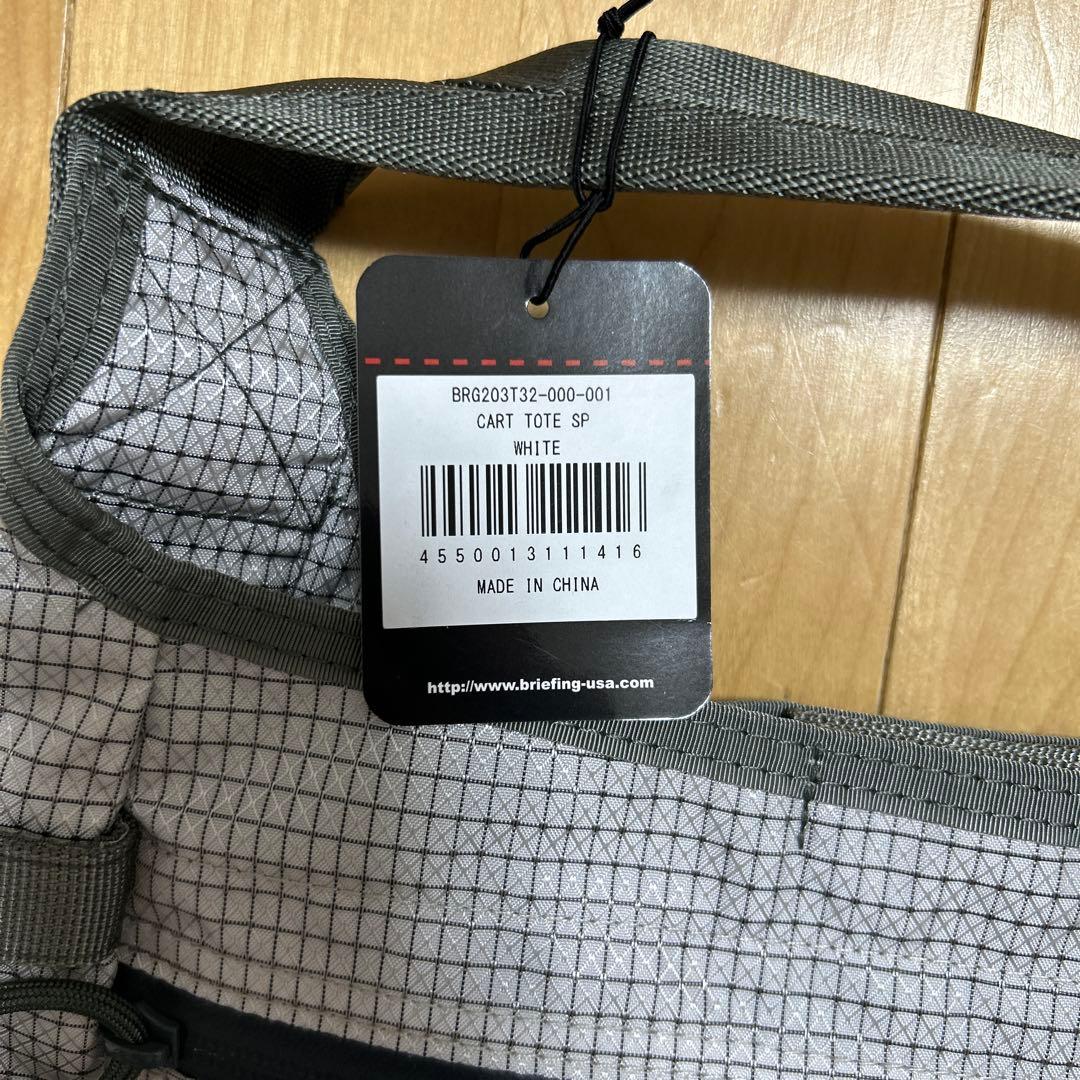 BRG203T32-000-001
CART TOTE SP
WHITE
4550013111416
MADE IN CHINA
http://www.briefing-usa.com